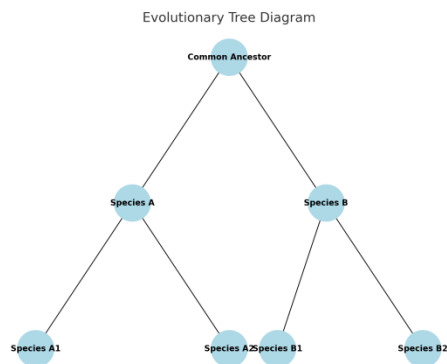 Evolutionary Tree Diagram
Common Ancestor
Species A
Species B
Species A1
Species A2
Species B1
Species B2